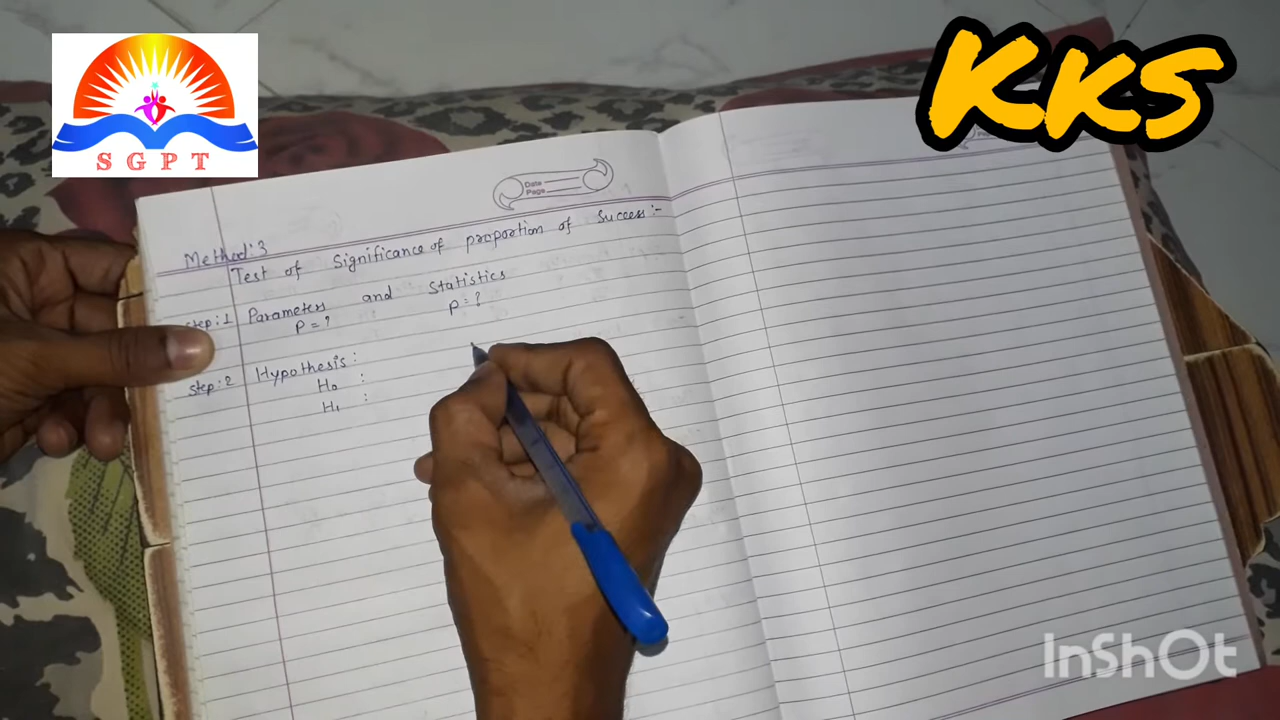 SGPT
KKS
Date
Page
Method:3
Test of Significance of proportion of Success:-
Step:1 Parameters and Statistics
P=? p=?
Step:2 Hypothesis:
H₀ :
H₁ :
InShOt